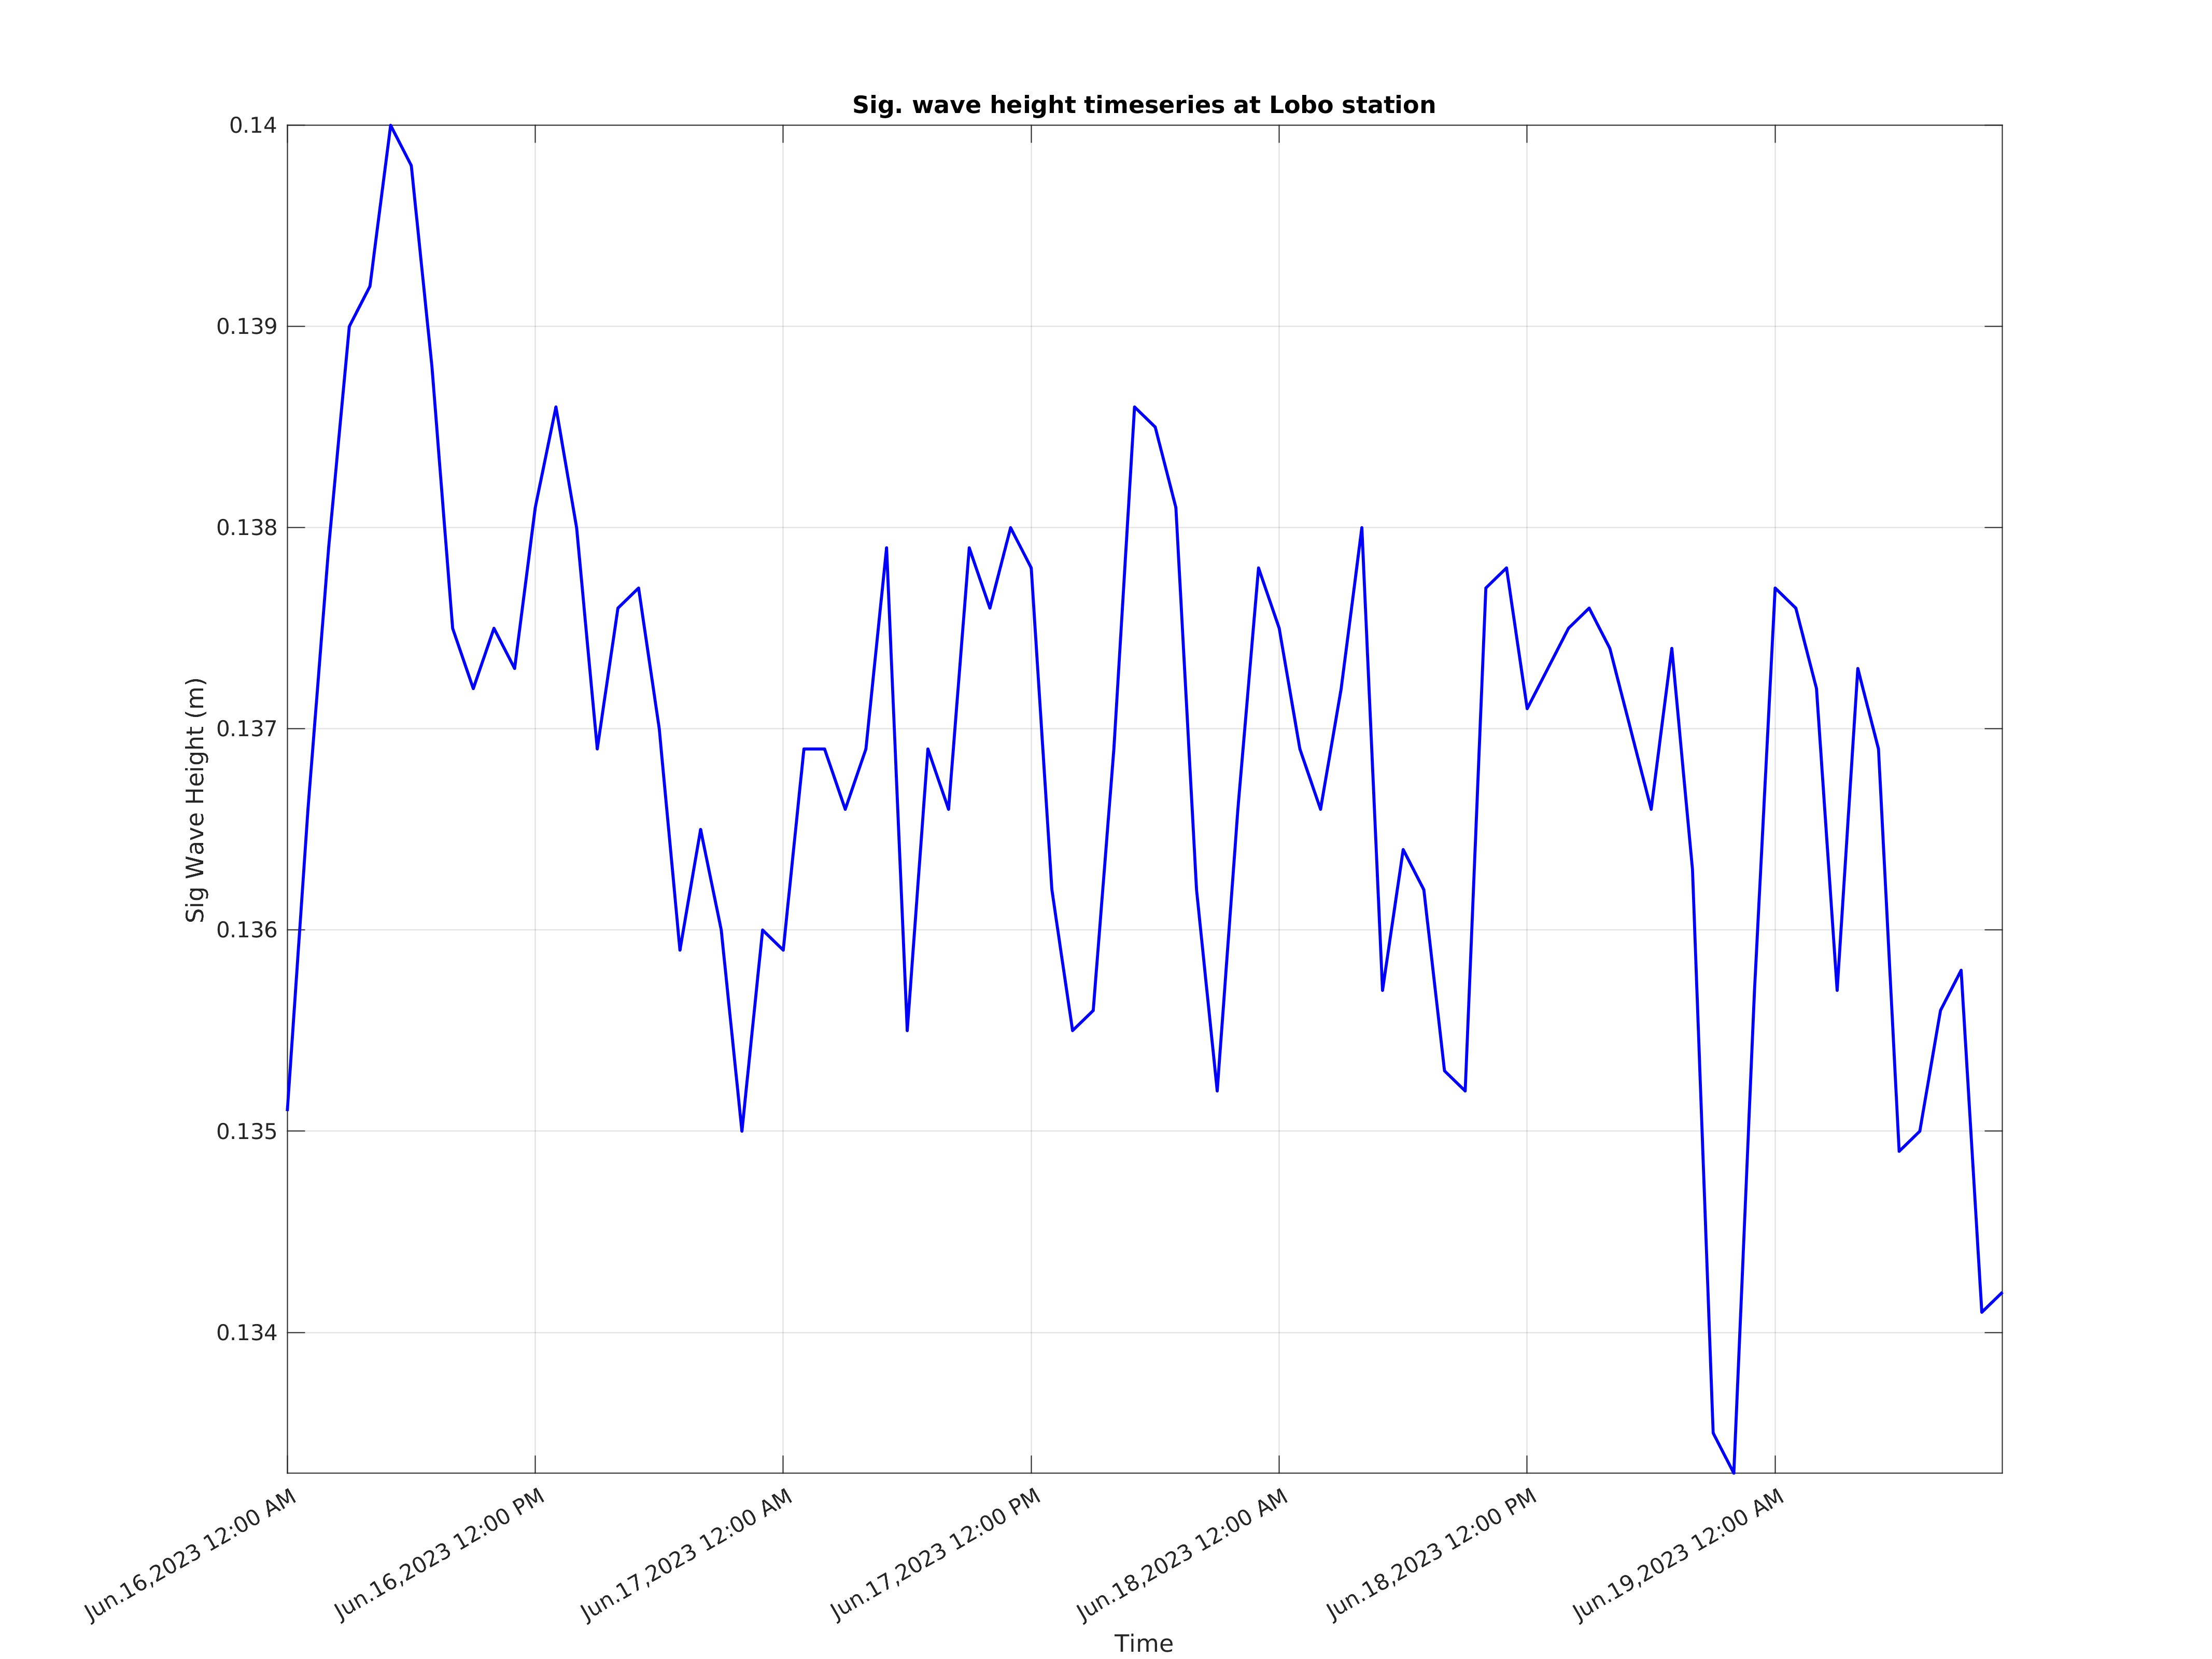 Sig. wave height timeseries at Lobo station
0.14
0.139
0.138
0.137
0.136
0.135
0.134
Sig Wave Height (m)
Jun.16,2023 12:00 AM
Jun.16,2023 12:00 PM
Jun.17,2023 12:00 AM
Jun.17,2023 12:00 PM
Jun.18,2023 12:00 AM
Jun.18,2023 12:00 PM
Jun.19,2023 12:00 AM
Time